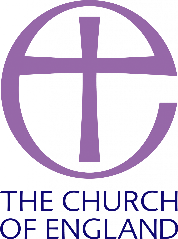 THE CHURCH
OF ENGLAND